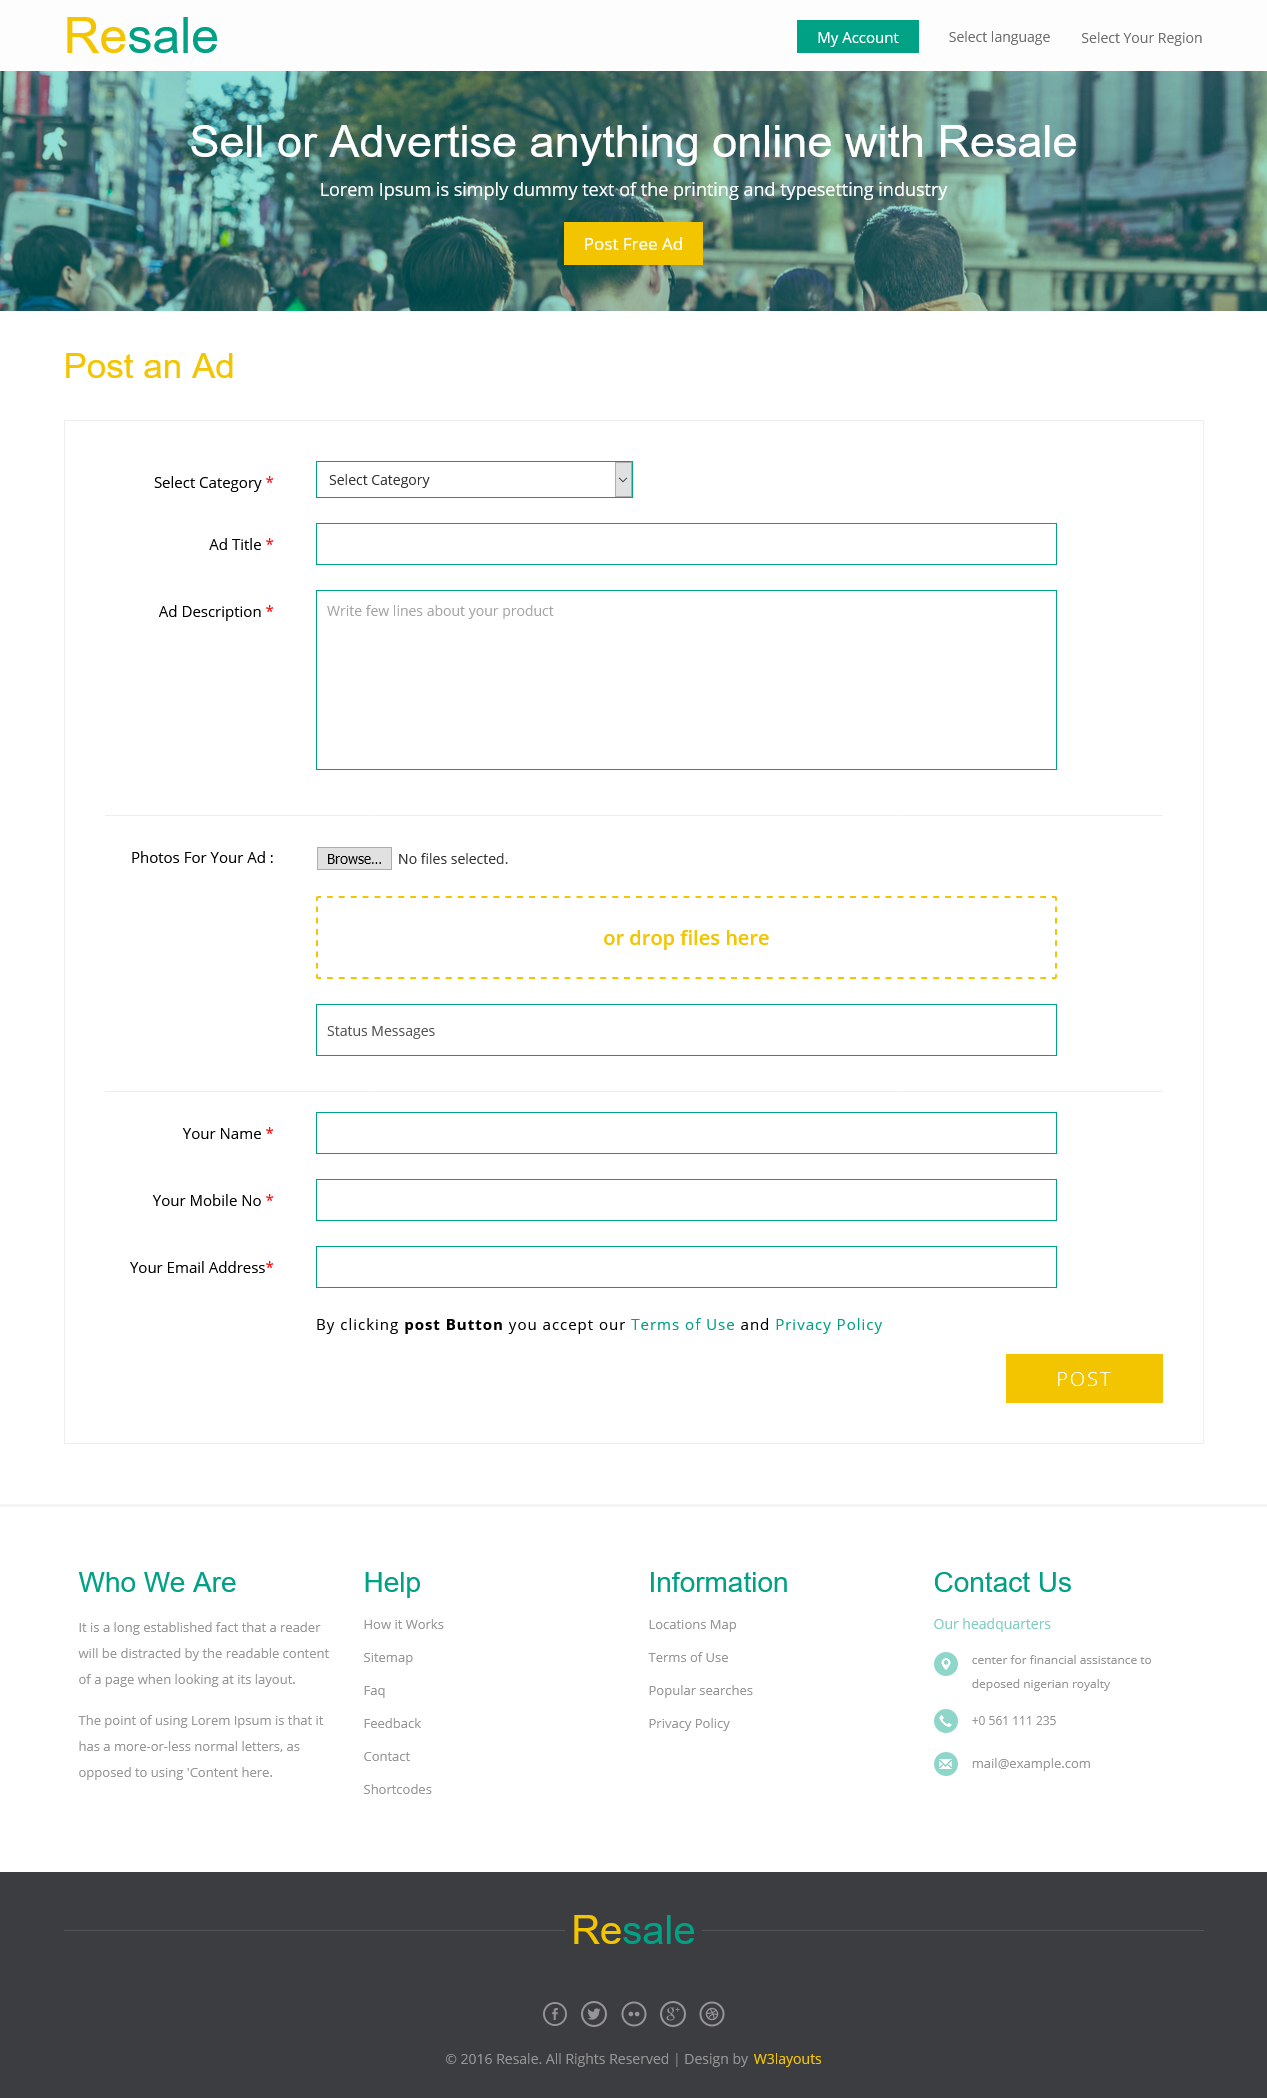 Resale
My Account
Select language
Select Your Region
Sell or Advertise anything online with Resale
Lorem Ipsum is simply dummy text of the printing and typesetting industry
Post Free Ad
Post an Ad
Select Category *
Select Category
Ad Title *
Ad Description *
Write few lines about your product
Photos For Your Ad :
Browse...
No files selected.
or drop files here
Status Messages
Your Name *
Your Mobile No *
Your Email Address*
By clicking post Button you accept our Terms of Use and Privacy Policy
POST
Who We Are
It is a long established fact that a reader
will be distracted by the readable content
of a page when looking at its layout.
The point of using Lorem Ipsum is that it
has a more-or-less normal letters, as
opposed to using 'Content here.
Help
How it Works
Sitemap
Faq
Feedback
Contact
Shortcodes
Information
Locations Map
Terms of Use
Popular searches
Privacy Policy
Contact Us
Our headquarters
center for financial assistance to
deposed nigerian royalty
+0 561 111 235
mail@example.com
Resale
© 2016 Resale. All Rights Reserved | Design by W3layouts